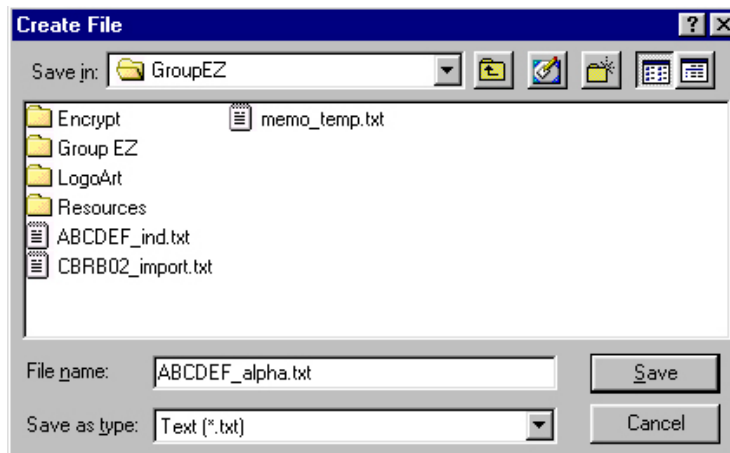 Create File
Save in: GroupEZ
Encrypt
Group EZ
LogoArt
Resources
ABCDEF_ind.txt
CBRB02_import.txt
memo_temp.txt
File name: ABCDEF_alpha.txt
Save
Save as type: Text (*.txt)
Cancel